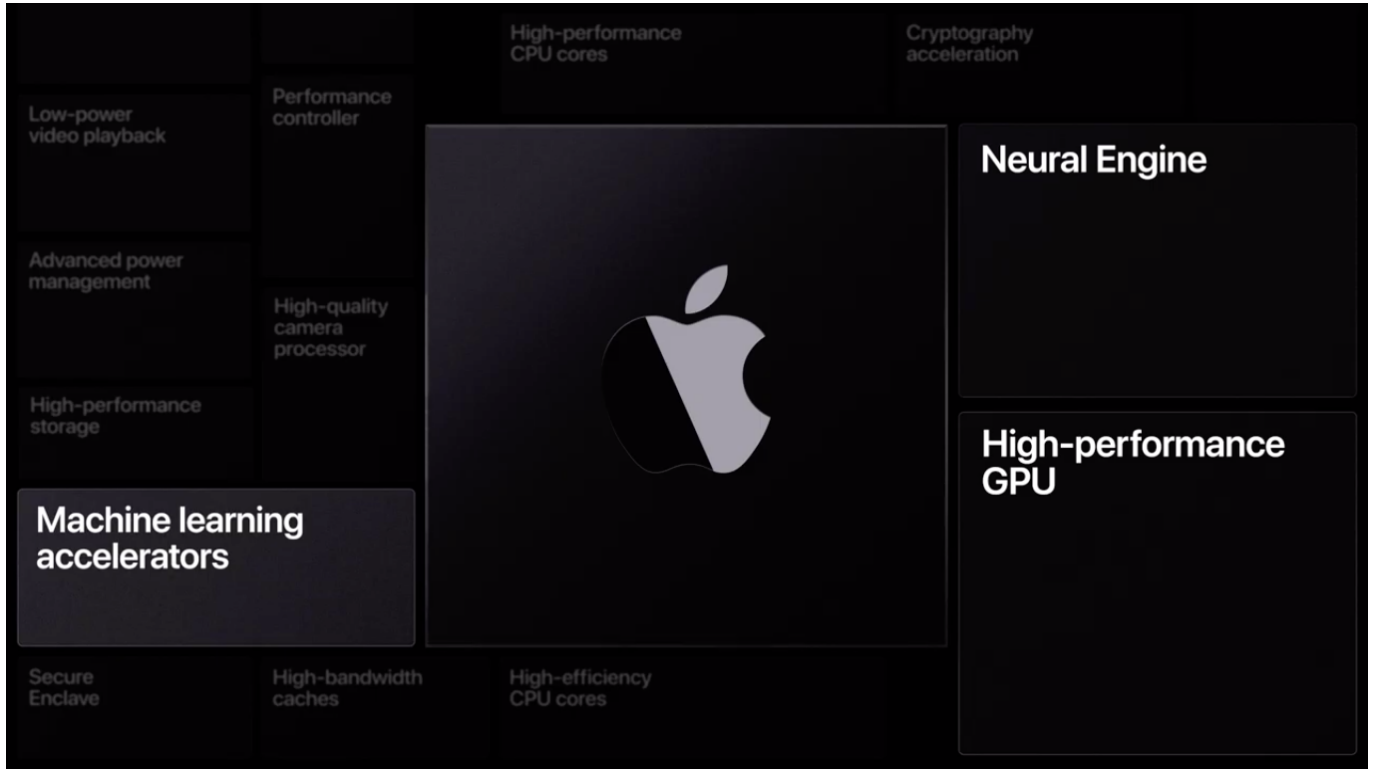 High-performance
CPU cores
Cryptography
acceleration
Low-power
video playback
Performance
controller
Neural Engine
Advanced power
management
High-quality
camera
processor
High-performance
storage
High-performance
GPU
Machine learning
accelerators
Secure
Enclave
High-bandwidth
caches
High-efficiency
CPU cores